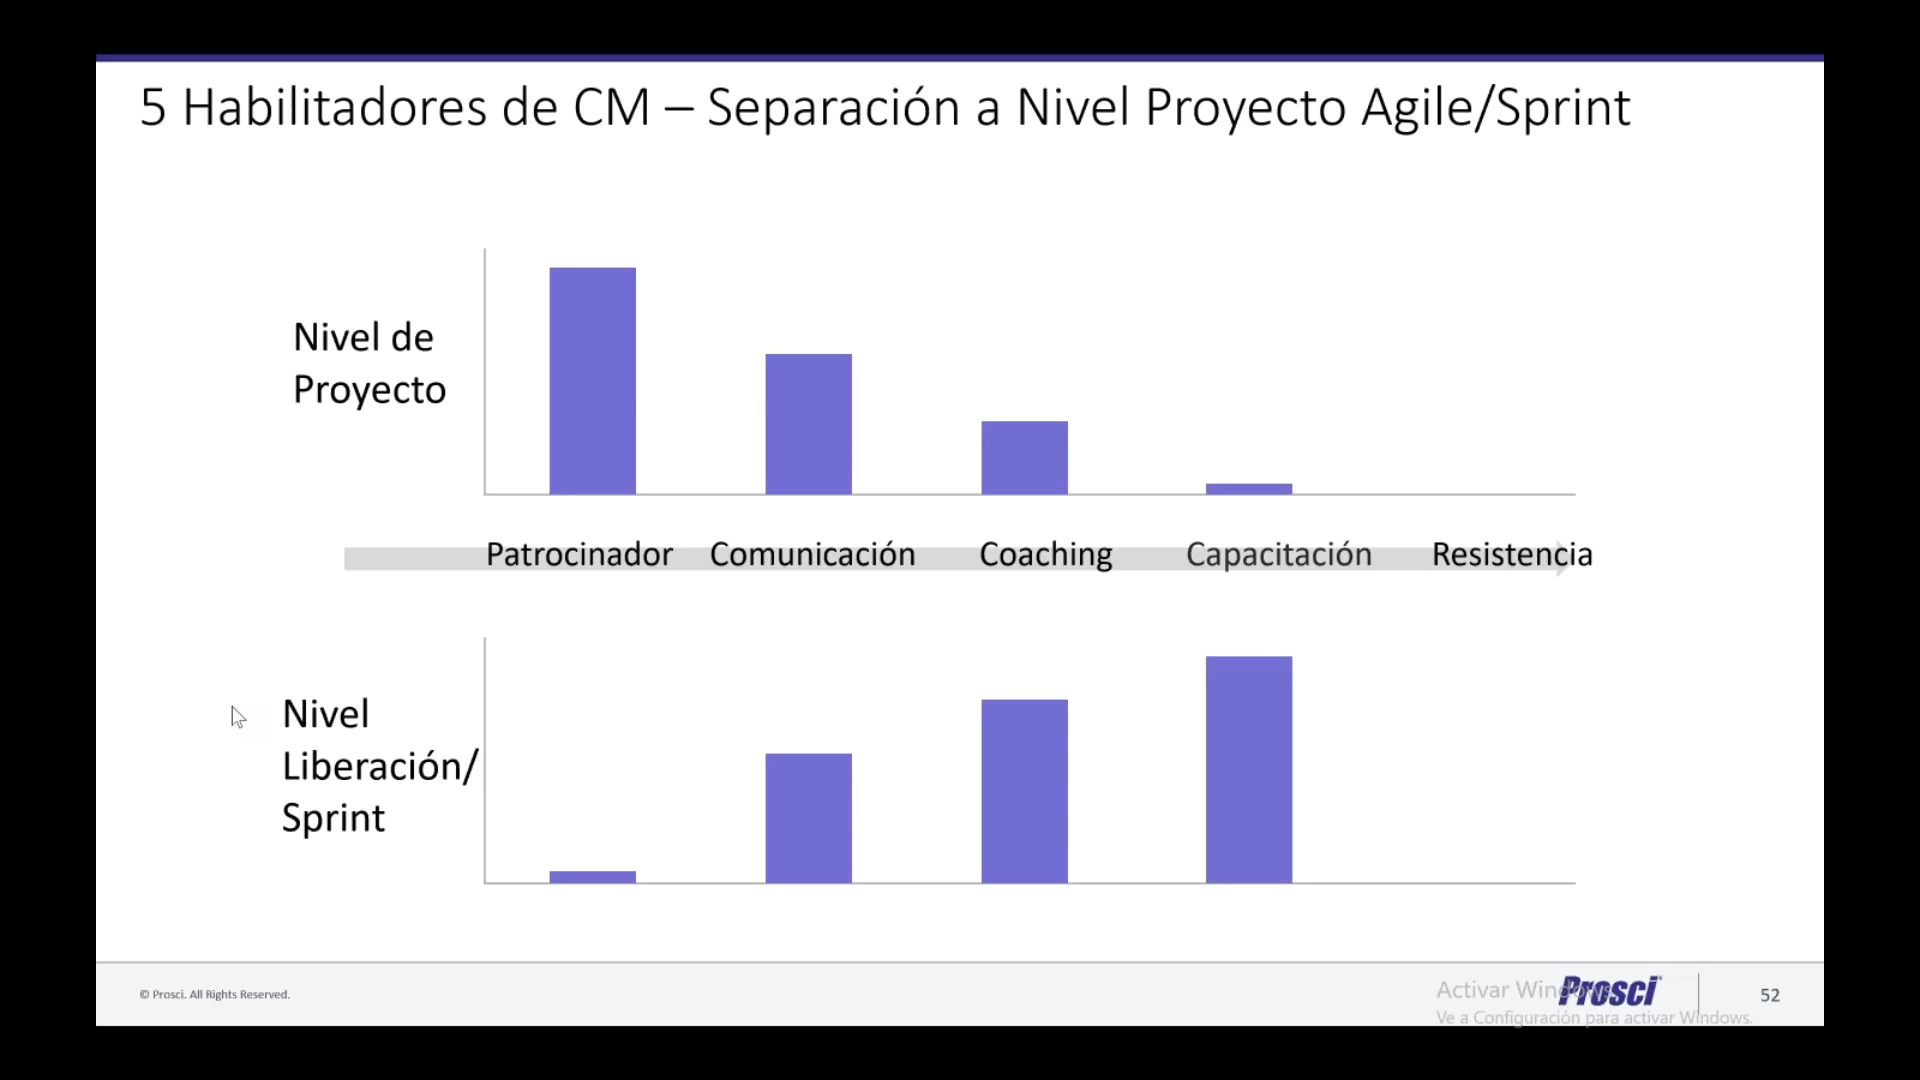 5 Habilitadores de CM – Separación a Nivel Proyecto Agile/Sprint
Nivel de
Proyecto
Patrocinador Comunicación Coaching Capacitación Resistencia
Nivel
Liberación/
Sprint
© Prosci. All Rights Reserved.
Activar Windows
Prosci
52
Ve a Configuración para activar Windows.